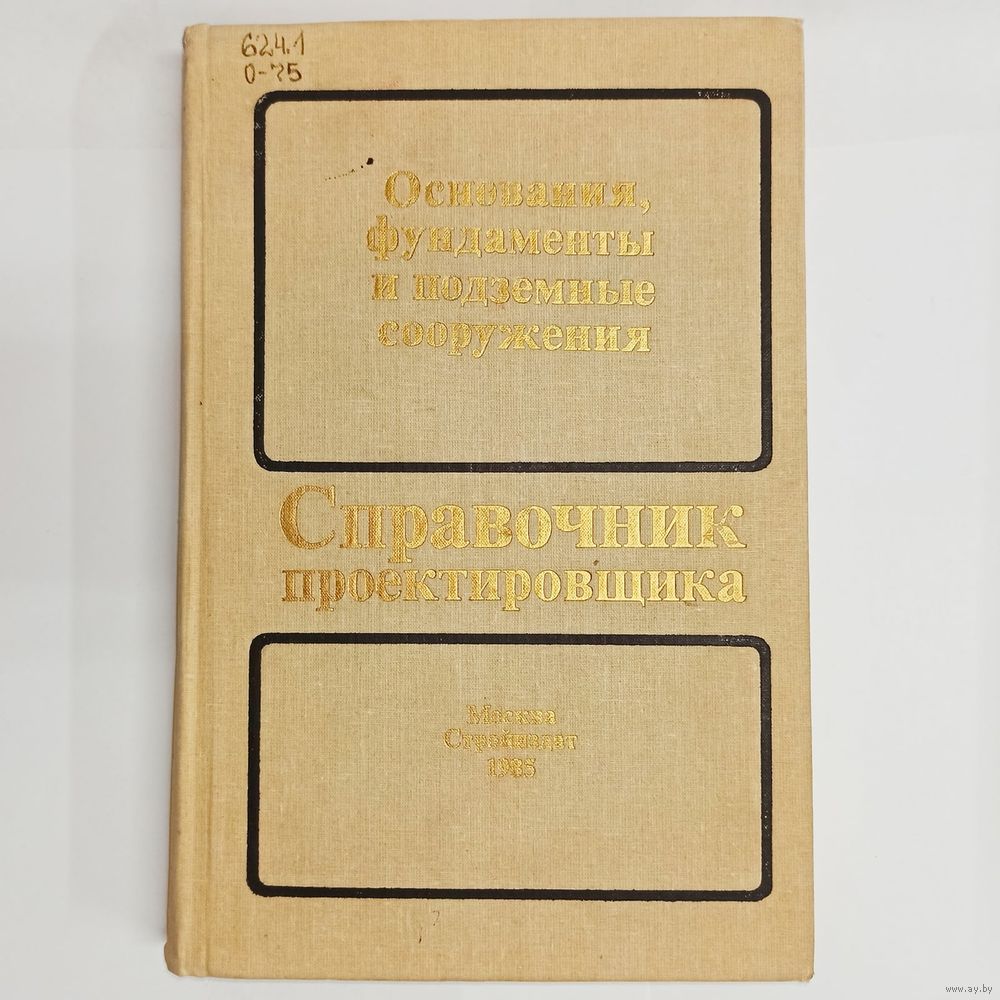 624.1
О-75
Основания,
фундаменты
и подземные
сооружения
Справочник
проектировщика
Москва
Стройиздат
1985
www.ay.by